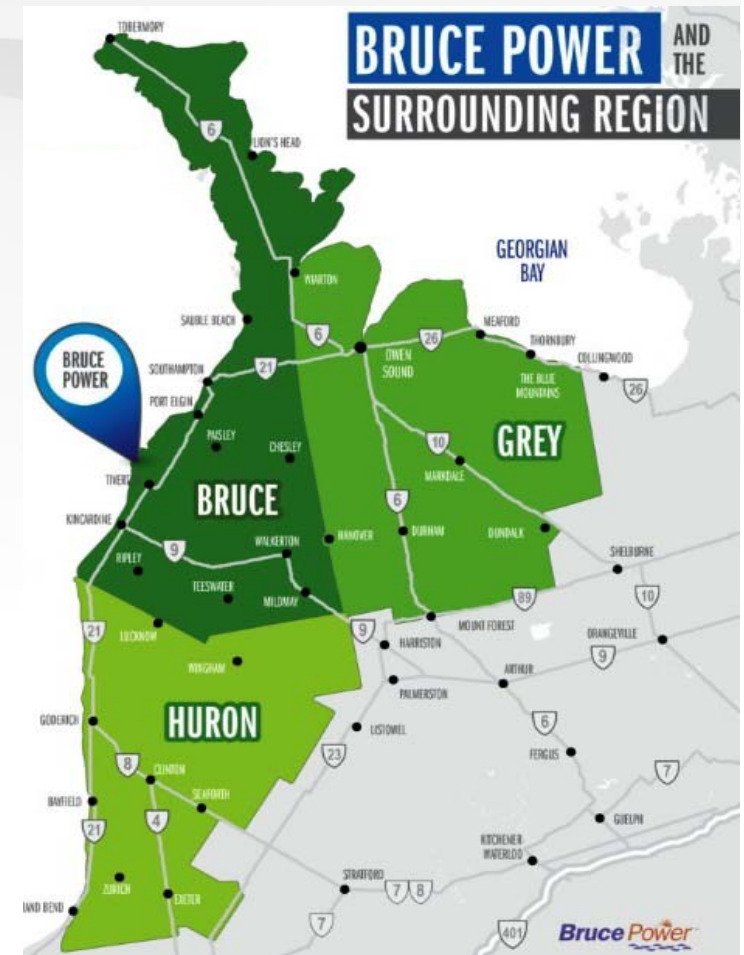 BRUCE POWER
AND
THE
SURROUNDING REGION
TOBERMORY
6
LION'S HEAD
GEORGIAN
BAY
WIARTON
SAUBLE BEACH
6
26
MEAFORD
THORNBURY
COLLINGWOOD
OWEN
SOUND
THE BLUE
MOUNTAINS
26
BRUCE
POWER
SOUTHAMPTON
21
PORT ELGIN
PAISLEY
CHESLEY
10
GREY
MARKDALE
TIVERT
BRUCE
6
KINCARDINE
9
WALKERTON
HANOVER
DURHAM
DUNDALK
RIPLEY
TEESWATER
MILDMAY
SHELBURNE
89
10
21
LUCKNOW
9
MOUNT FOREST
HARRISTON
ORANGEVILLE
9
WINGHAM
PALMERSTON
ARTHUR
GODERICH
HURON
LISTOWEL
6
23
FERGUS
8
CLINTON
7
BAYFIELD
SEAFORTH
21
4
GUELPH
KITCHENER
WATERLOO
ZURICH
EXETER
STRATFORD
7
8
AND BEND
7
401
Bruce Power